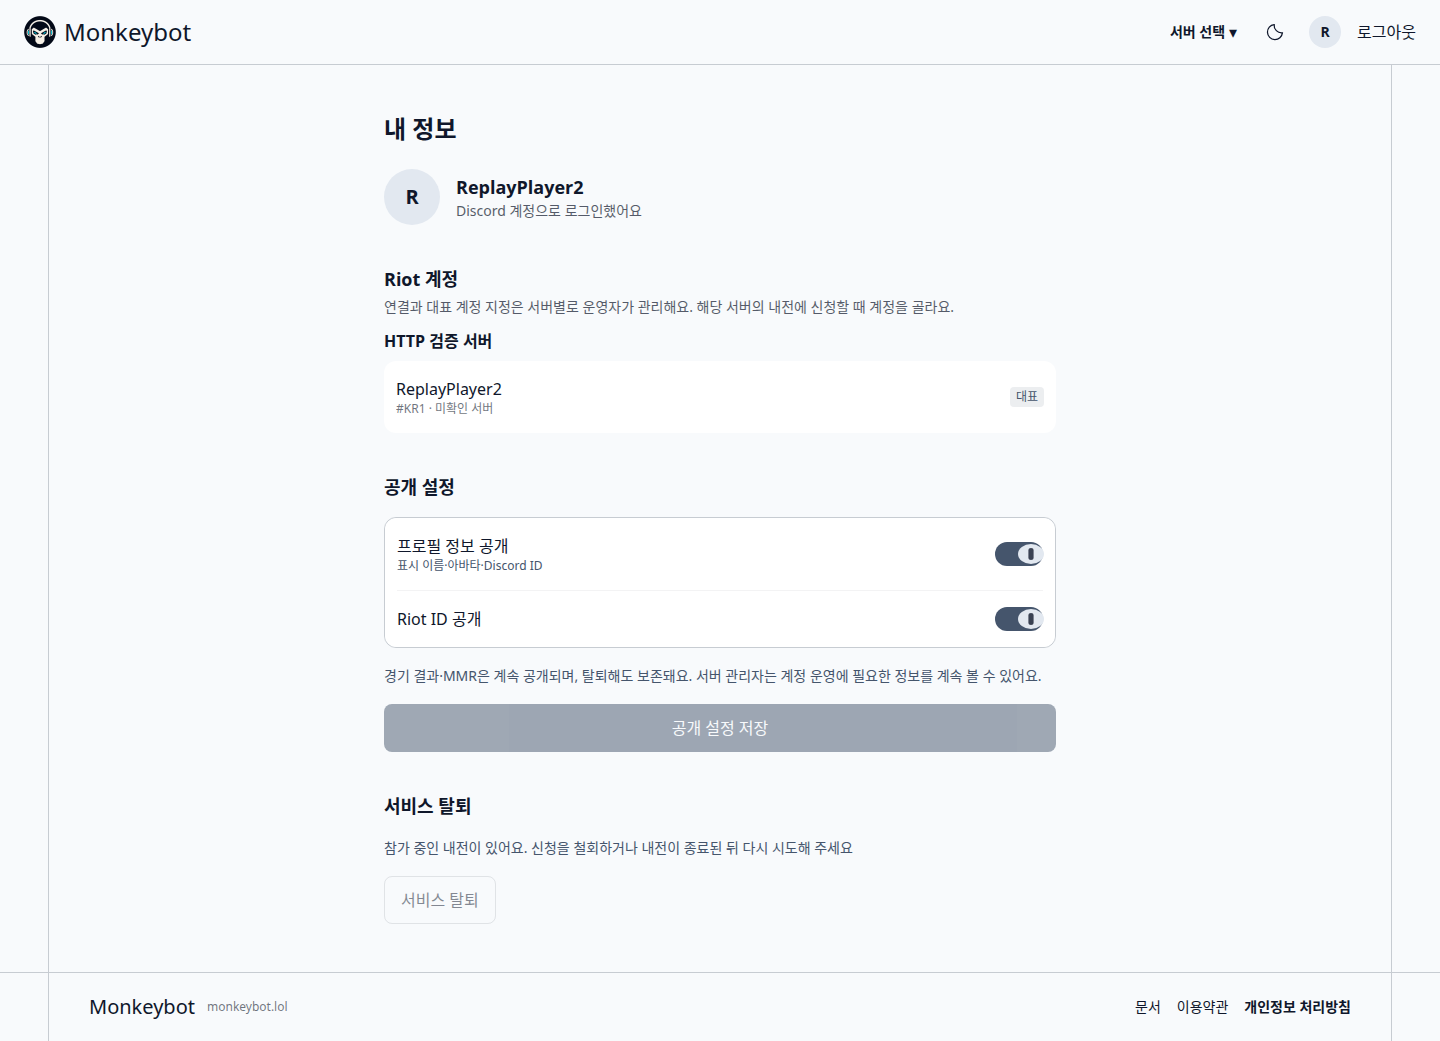 Monkeybot
서버 선택 ▾
R
로그아웃
내 정보
R
ReplayPlayer2
Discord 계정으로 로그인했어요
Riot 계정
연결과 대표 계정 지정은 서버별로 운영자가 관리해요. 해당 서버의 내전에 신청할 때 계정을 골라요.
HTTP 검증 서버
ReplayPlayer2
#KR1 · 미확인 서버
대표
공개 설정
프로필 정보 공개
표시 이름·아바타·Discord ID
Riot ID 공개
경기 결과·MMR은 계속 공개되며, 탈퇴해도 보존돼요. 서버 관리자는 계정 운영에 필요한 정보를 계속 볼 수 있어요.
공개 설정 저장
서비스 탈퇴
참가 중인 내전이 있어요. 신청을 철회하거나 내전이 종료된 뒤 다시 시도해 주세요
서비스 탈퇴
Monkeybot
monkeybot.lol
문서
이용약관
개인정보 처리방침